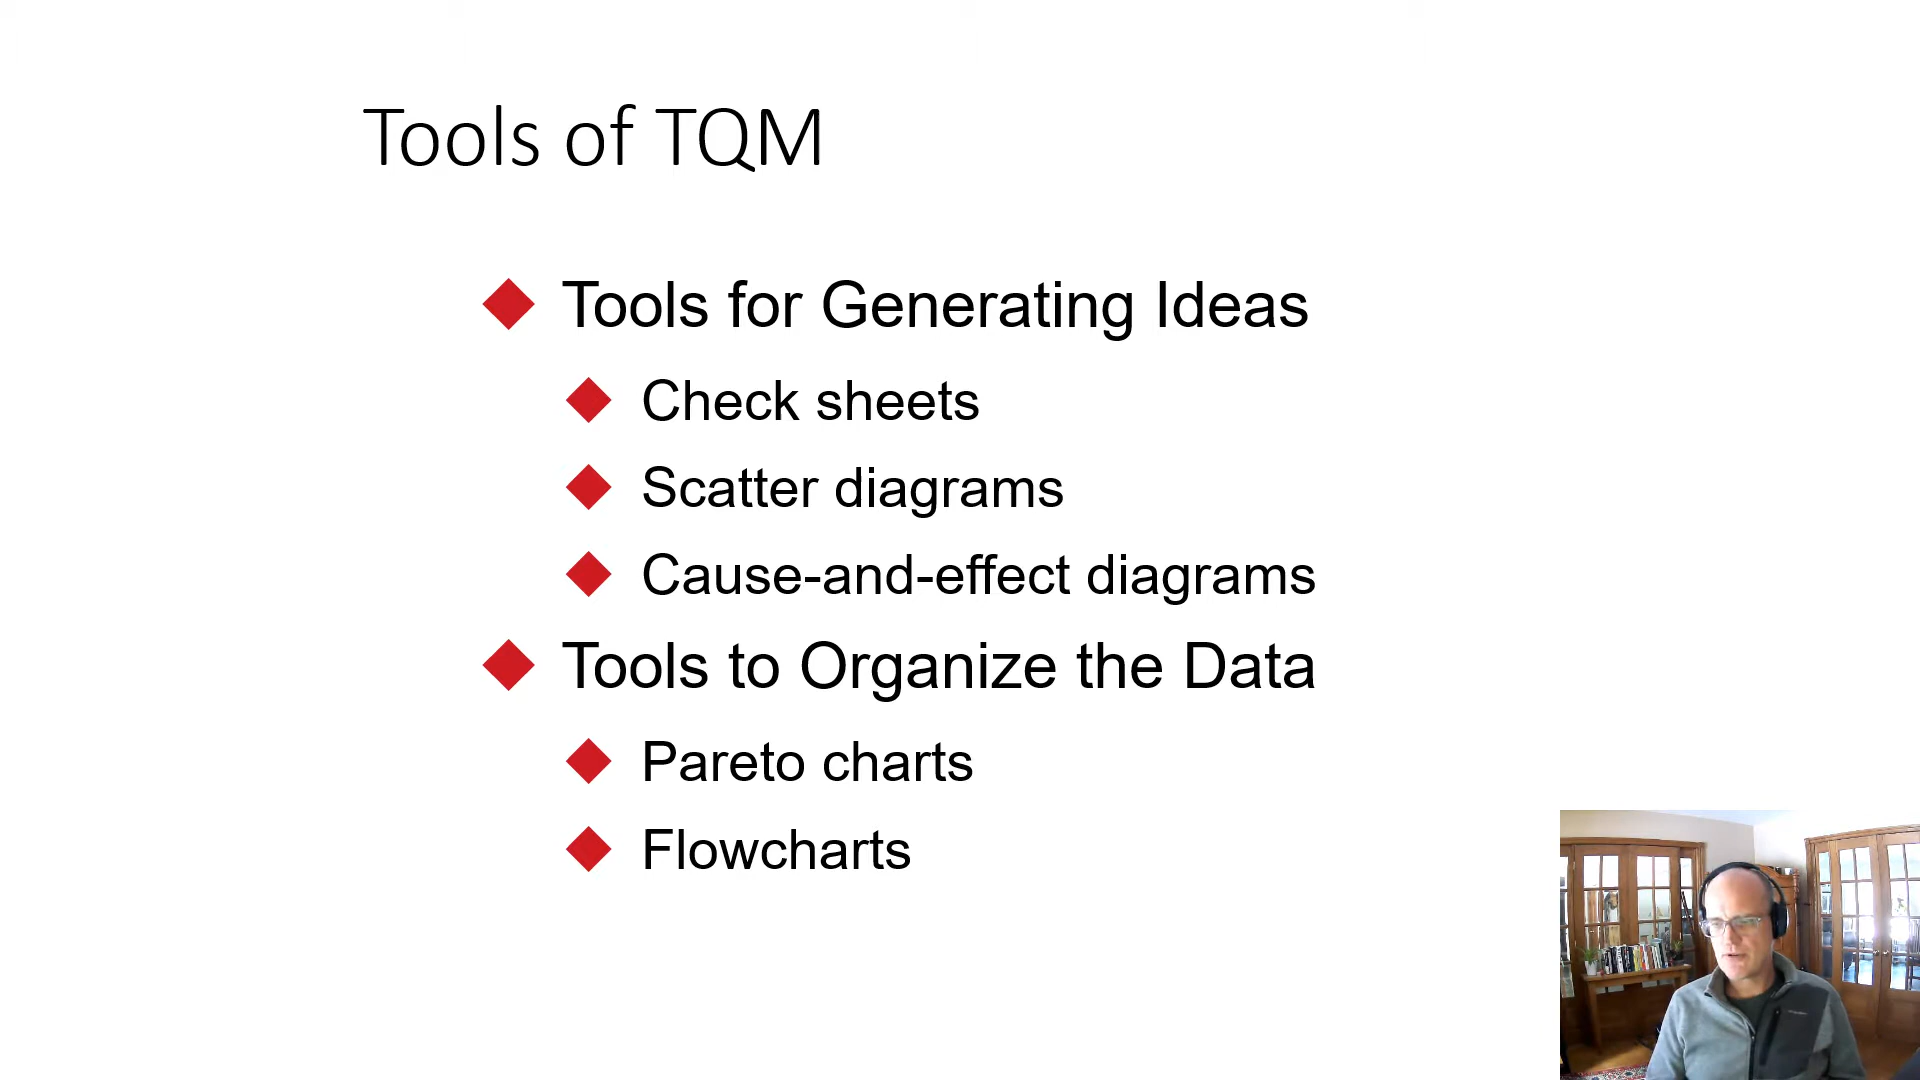 Tools of TQM
Tools for Generating Ideas
Check sheets
Scatter diagrams
Cause-and-effect diagrams
Tools to Organize the Data
Pareto charts
Flowcharts